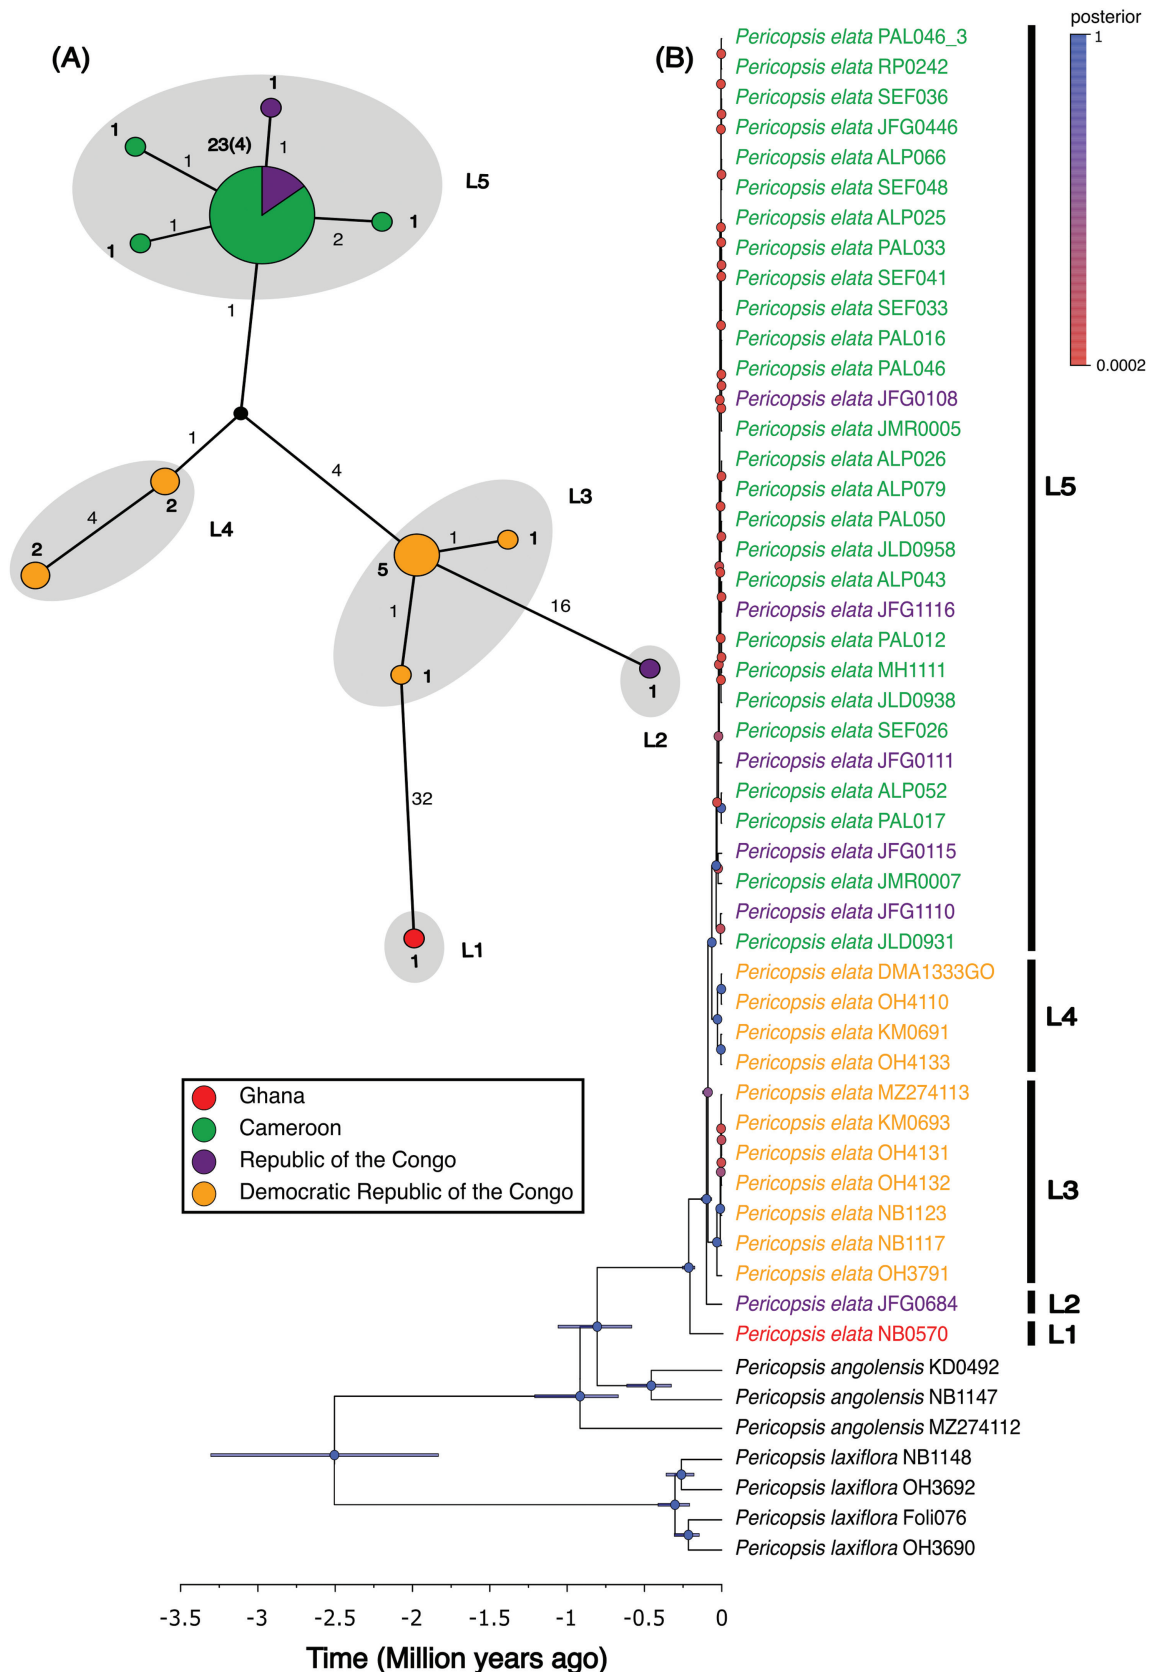 (A)
1
1
23(4)
1
1
L5
1
1
1
2
1
1
1
2
L4
4
2
4
L3
1
1
5
16
1
1
1
L2
32
L1
1
Ghana
Cameroon
Republic of the Congo
Democratic Republic of the Congo
(B)
posterior
1
0.0002
Pericopsis elata PAL046_3
Pericopsis elata RP0242
Pericopsis elata SEF036
Pericopsis elata JFG0446
Pericopsis elata ALP066
Pericopsis elata SEF048
Pericopsis elata ALP025
Pericopsis elata PAL033
Pericopsis elata SEF041
Pericopsis elata SEF033
Pericopsis elata PAL016
Pericopsis elata PAL046
Pericopsis elata JFG0108
Pericopsis elata JMR0005
Pericopsis elata ALP026
Pericopsis elata ALP079
Pericopsis elata PAL050
Pericopsis elata JLD0958
Pericopsis elata ALP043
Pericopsis elata JFG1116
Pericopsis elata PAL012
Pericopsis elata MH1111
Pericopsis elata JLD0938
Pericopsis elata SEF026
Pericopsis elata JFG0111
Pericopsis elata ALP052
Pericopsis elata PAL017
Pericopsis elata JFG0115
Pericopsis elata JMR0007
Pericopsis elata JFG1110
Pericopsis elata JLD0931
L5
Pericopsis elata DMA1333GO
Pericopsis elata OH4110
Pericopsis elata KM0691
Pericopsis elata OH4133
L4
Pericopsis elata MZ274113
Pericopsis elata KM0693
Pericopsis elata OH4131
Pericopsis elata OH4132
Pericopsis elata NB1123
Pericopsis elata NB1117
Pericopsis elata OH3791
L3
Pericopsis elata JFG0684
L2
Pericopsis elata NB0570
L1
Pericopsis angolensis KD0492
Pericopsis angolensis NB1147
Pericopsis angolensis MZ274112
Pericopsis laxiflora NB1148
Pericopsis laxiflora OH3692
Pericopsis laxiflora Foli076
Pericopsis laxiflora OH3690
-3.5 -3 -2.5 -2 -1.5 -1 -0.5 0
Time (Million years ago)